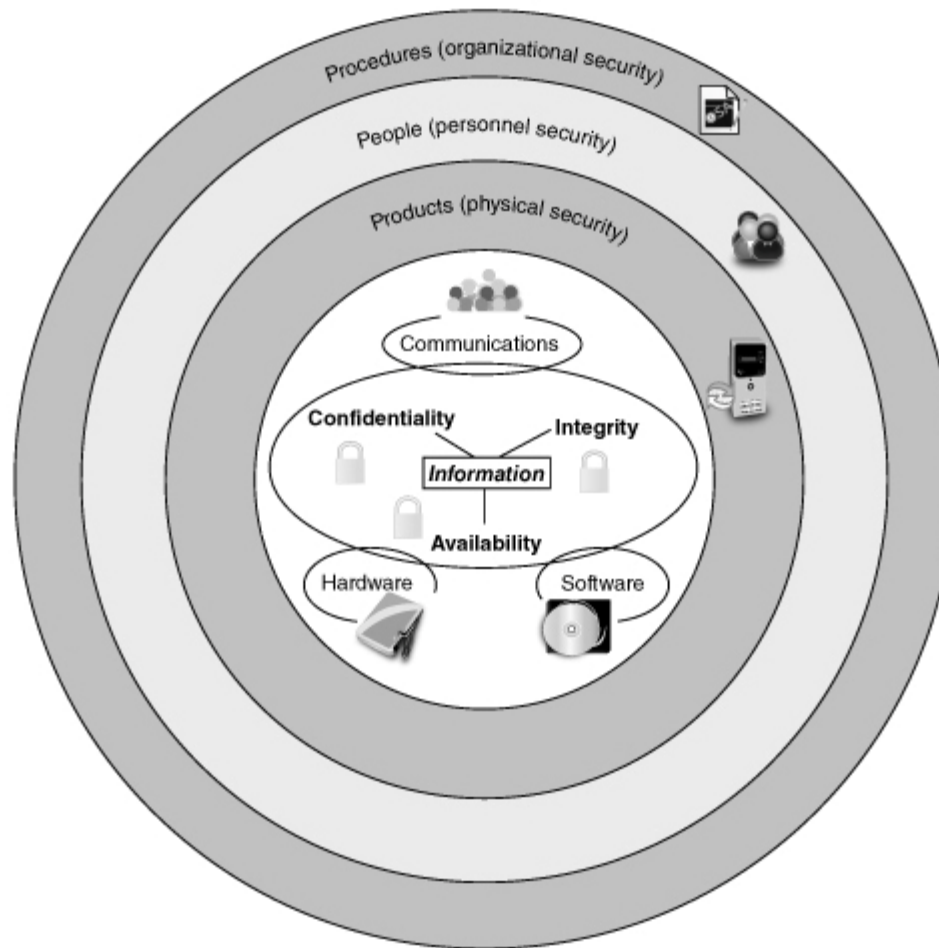 Procedures (organizational security)
People (personnel security)
Products (physical security)
Communications
Confidentiality
Integrity
Information
Availability
Hardware
Software